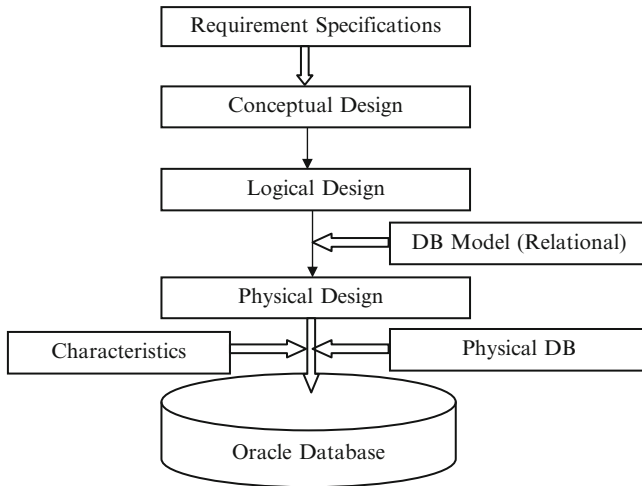 Requirement Specifications
Conceptual Design
Logical Design
DB Model (Relational)
Physical Design
Characteristics
Physical DB
Oracle Database